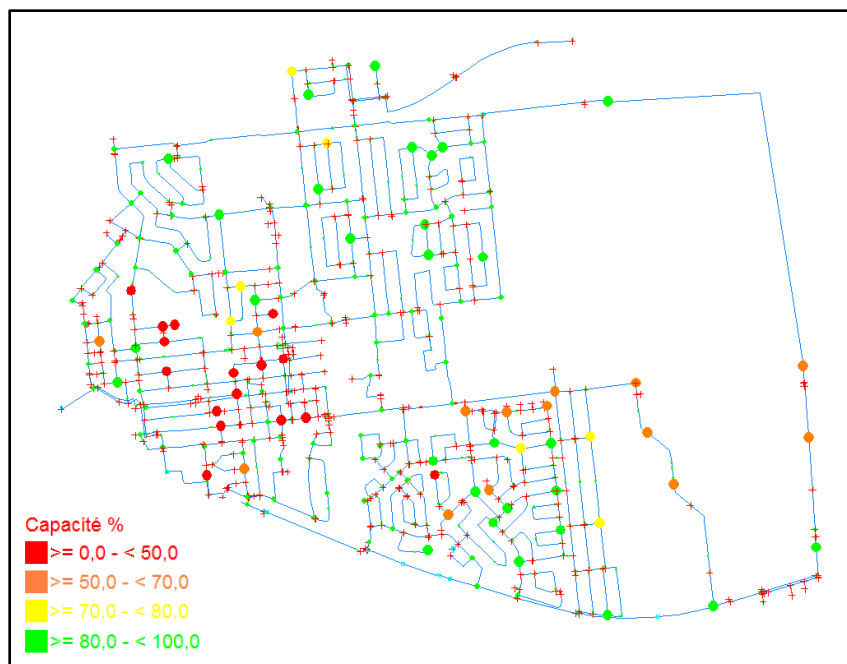 Capacité %
>= 0,0 - < 50,0
>= 50,0 - < 70,0
>= 70,0 - < 80,0
>= 80,0 - < 100,0